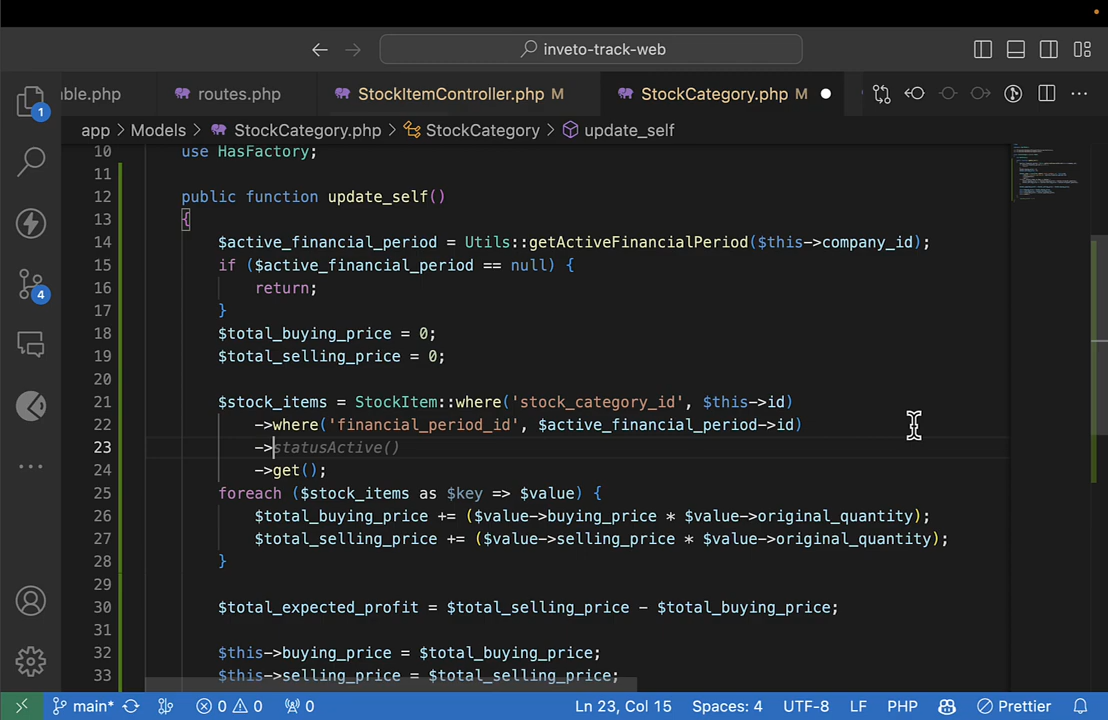 inveto-track-web
ble.php
routes.php
StockItemController.php M
StockCategory.php M
1
app > Models > StockCategory.php > StockCategory > update_self
10 use HasFactory;
11
12 public function update_self()
13 {
14 $active_financial_period = Utils::getActiveFinancialPeriod($this->company_id);
15 if ($active_financial_period == null) {
16 return;
17 }
18 $total_buying_price = 0;
19 $total_selling_price = 0;
20
21 $stock_items = StockItem::where('stock_category_id', $this->id)
22 ->where('financial_period_id', $active_financial_period->id)
23 ->statusActive()
24 ->get();
25 foreach ($stock_items as $key => $value) {
26 $total_buying_price += ($value->buying_price * $value->original_quantity);
27 $total_selling_price += ($value->selling_price * $value->original_quantity);
28 }
29
30 $total_expected_profit = $total_selling_price - $total_buying_price;
31
32 $this->buying_price = $total_buying_price;
33 $this->selling_price = $total_selling_price;
4
main* 0 0 0 Ln 23, Col 15 Spaces: 4 UTF-8 LF PHP Prettier